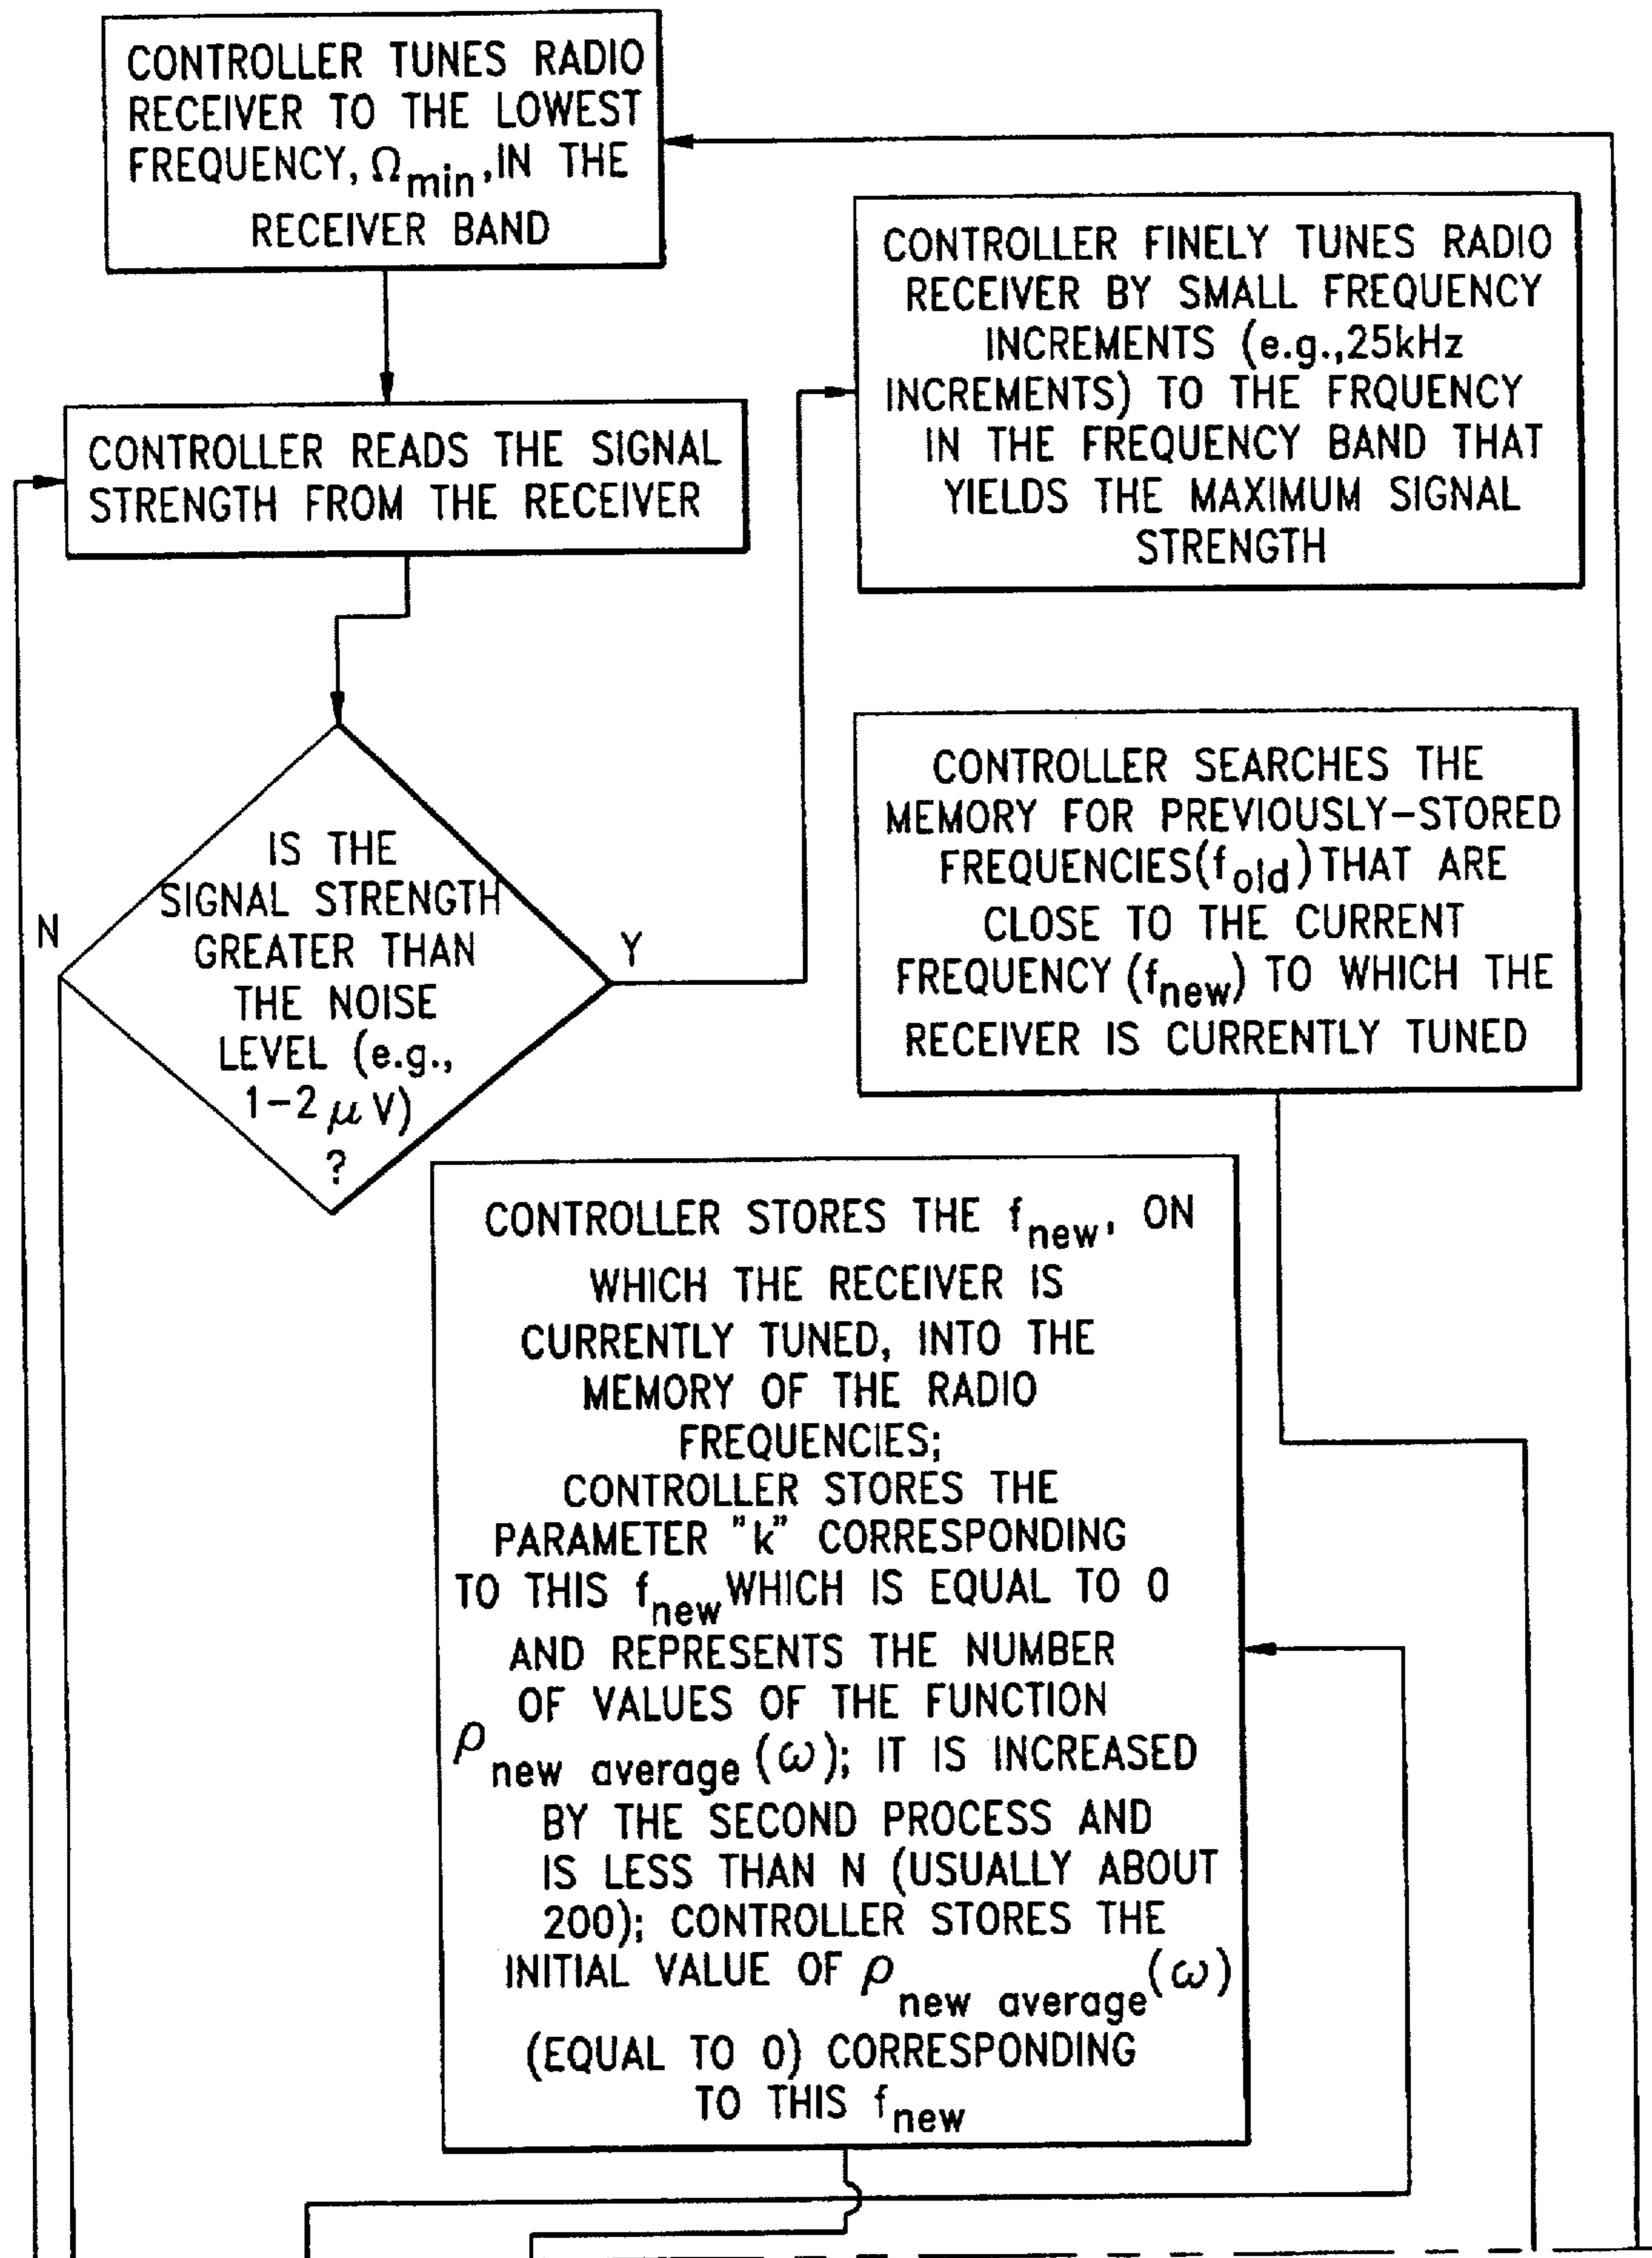 CONTROLLER TUNES RADIO
RECEIVER TO THE LOWEST
FREQUENCY, Ωmin, IN THE
RECEIVER BAND
CONTROLLER FINELY TUNES RADIO
RECEIVER BY SMALL FREQUENCY
INCREMENTS (e.g.,25kHz
INCREMENTS) TO THE FRQUENCY
IN THE FREQUENCY BAND THAT
YIELDS THE MAXIMUM SIGNAL
STRENGTH
CONTROLLER READS THE SIGNAL
STRENGTH FROM THE RECEIVER
IS THE
SIGNAL STRENGTH
GREATER THAN
THE NOISE
LEVEL (e.g.,
1-2 μV)
?
N
Y
CONTROLLER SEARCHES THE
MEMORY FOR PREVIOUSLY-STORED
FREQUENCIES(fold) THAT ARE
CLOSE TO THE CURRENT
FREQUENCY (fnew) TO WHICH THE
RECEIVER IS CURRENTLY TUNED
CONTROLLER STORES THE fnew, ON
WHICH THE RECEIVER IS
CURRENTLY TUNED, INTO THE
MEMORY OF THE RADIO
FREQUENCIES;
CONTROLLER STORES THE
PARAMETER "k" CORRESPONDING
TO THIS fnew WHICH IS EQUAL TO 0
AND REPRESENTS THE NUMBER
OF VALUES OF THE FUNCTION
ρ new average (ω); IT IS INCREASED
BY THE SECOND PROCESS AND
IS LESS THAN N (USUALLY ABOUT
200); CONTROLLER STORES THE
INITIAL VALUE OF ρ new average (ω)
(EQUAL TO 0) CORRESPONDING
TO THIS fnew